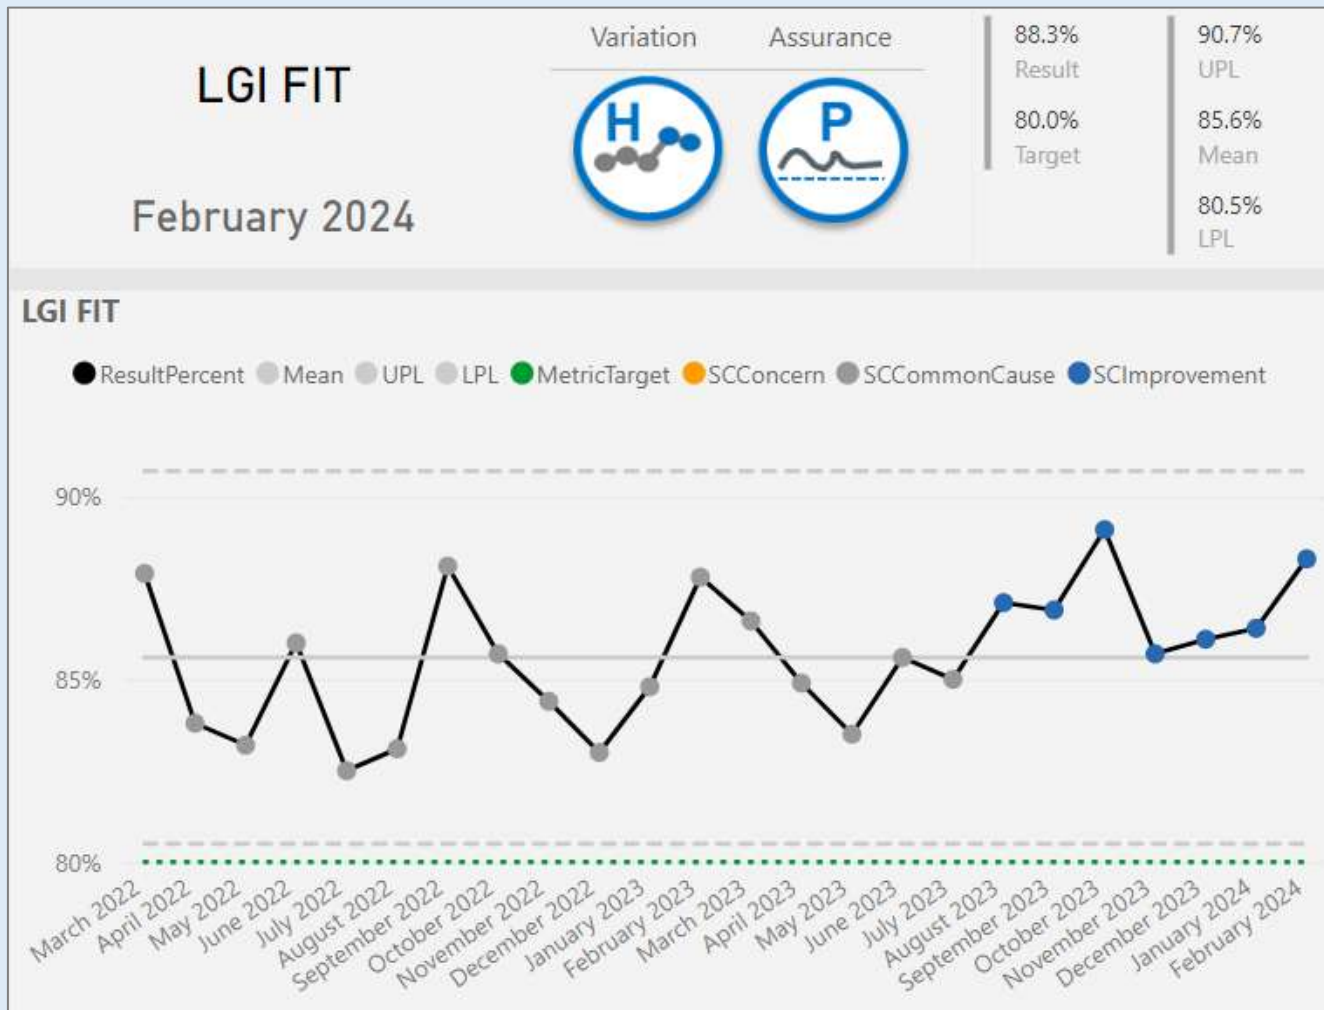 LGI FIT
February 2024
Variation
Assurance
H
P
88.3%
Result
80.0%
Target
90.7%
UPL
85.6%
Mean
80.5%
LPL
LGI FIT
ResultPercent Mean UPL LPL MetricTarget SCConcern SCCommonCause SCImprovement
90%
85%
80%
March 2022
April 2022
May 2022
June 2022
July 2022
August 2022
September 2022
October 2022
November 2022
December 2022
January 2023
February 2023
March 2023
April 2023
May 2023
June 2023
July 2023
August 2023
September 2023
October 2023
November 2023
December 2023
January 2024
February 2024